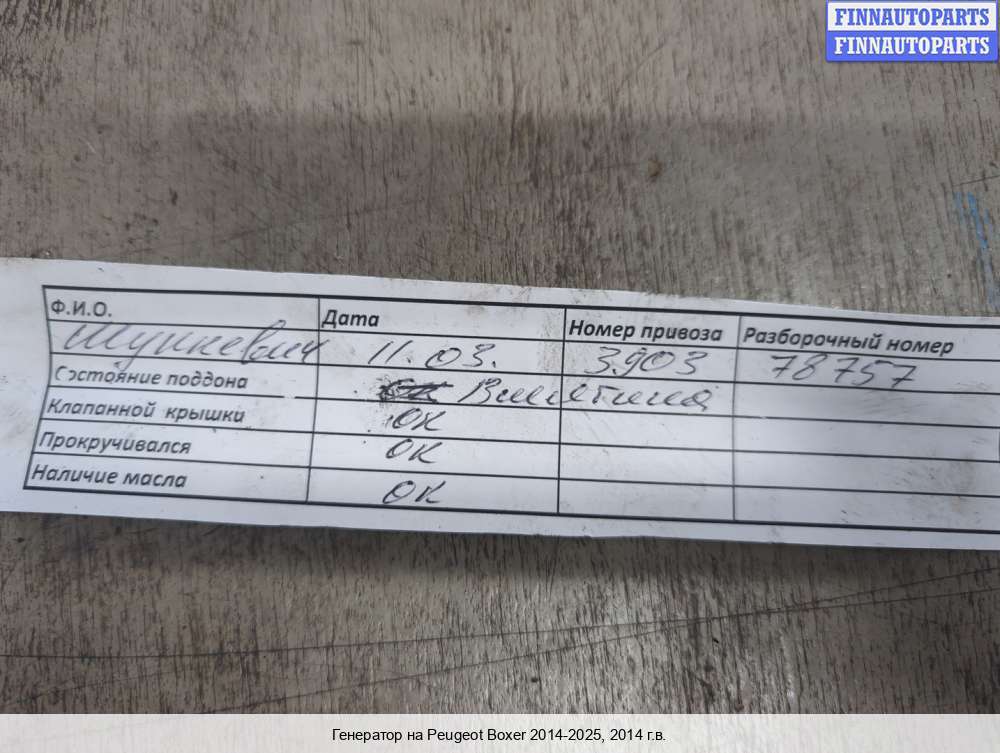 FINNAUTOPARTS
FINNAUTOPARTS
Ф.И.О. Дата Номер привоза Разборочный номер
Шункевич 11.03. 3903 78757
Состояние поддона Вмятина
Клапанной крышки ОК
Прокручивался ОК
Наличие масла ОК
Генератор на Peugeot Boxer 2014-2025, 2014 г.в.